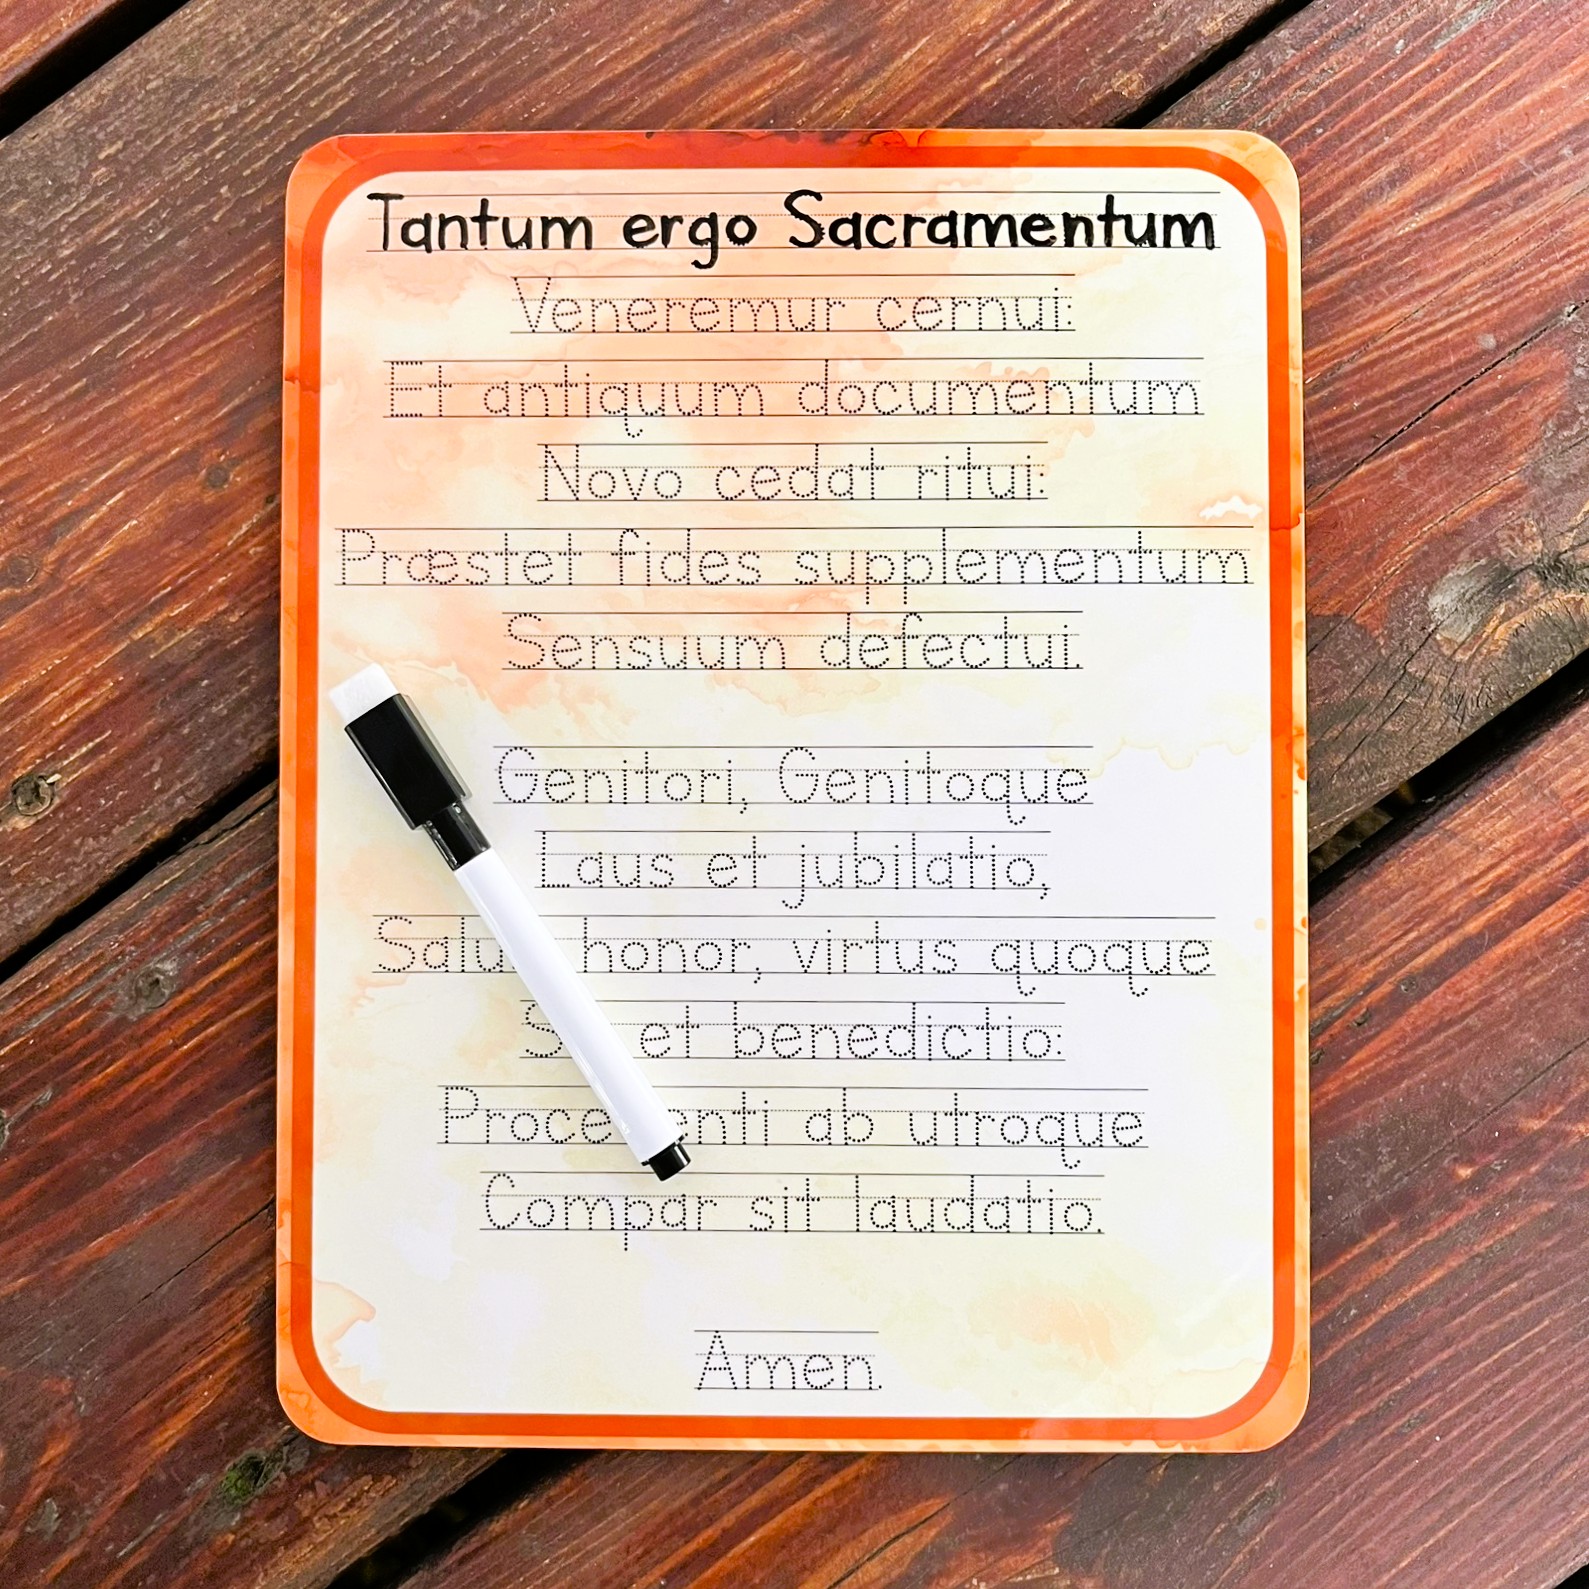 Tantum ergo Sacramentum
Veneremur cernui:
Et antiquum documentum
Novo cedat ritui:
Præstet fides supplementum
Sensuum defectui.
Genitori, Genitoque
Laus et jubilatio,
honor, virtus quoque
et benedictio:
ab utroque
Compar sit laudatio.
Amen.